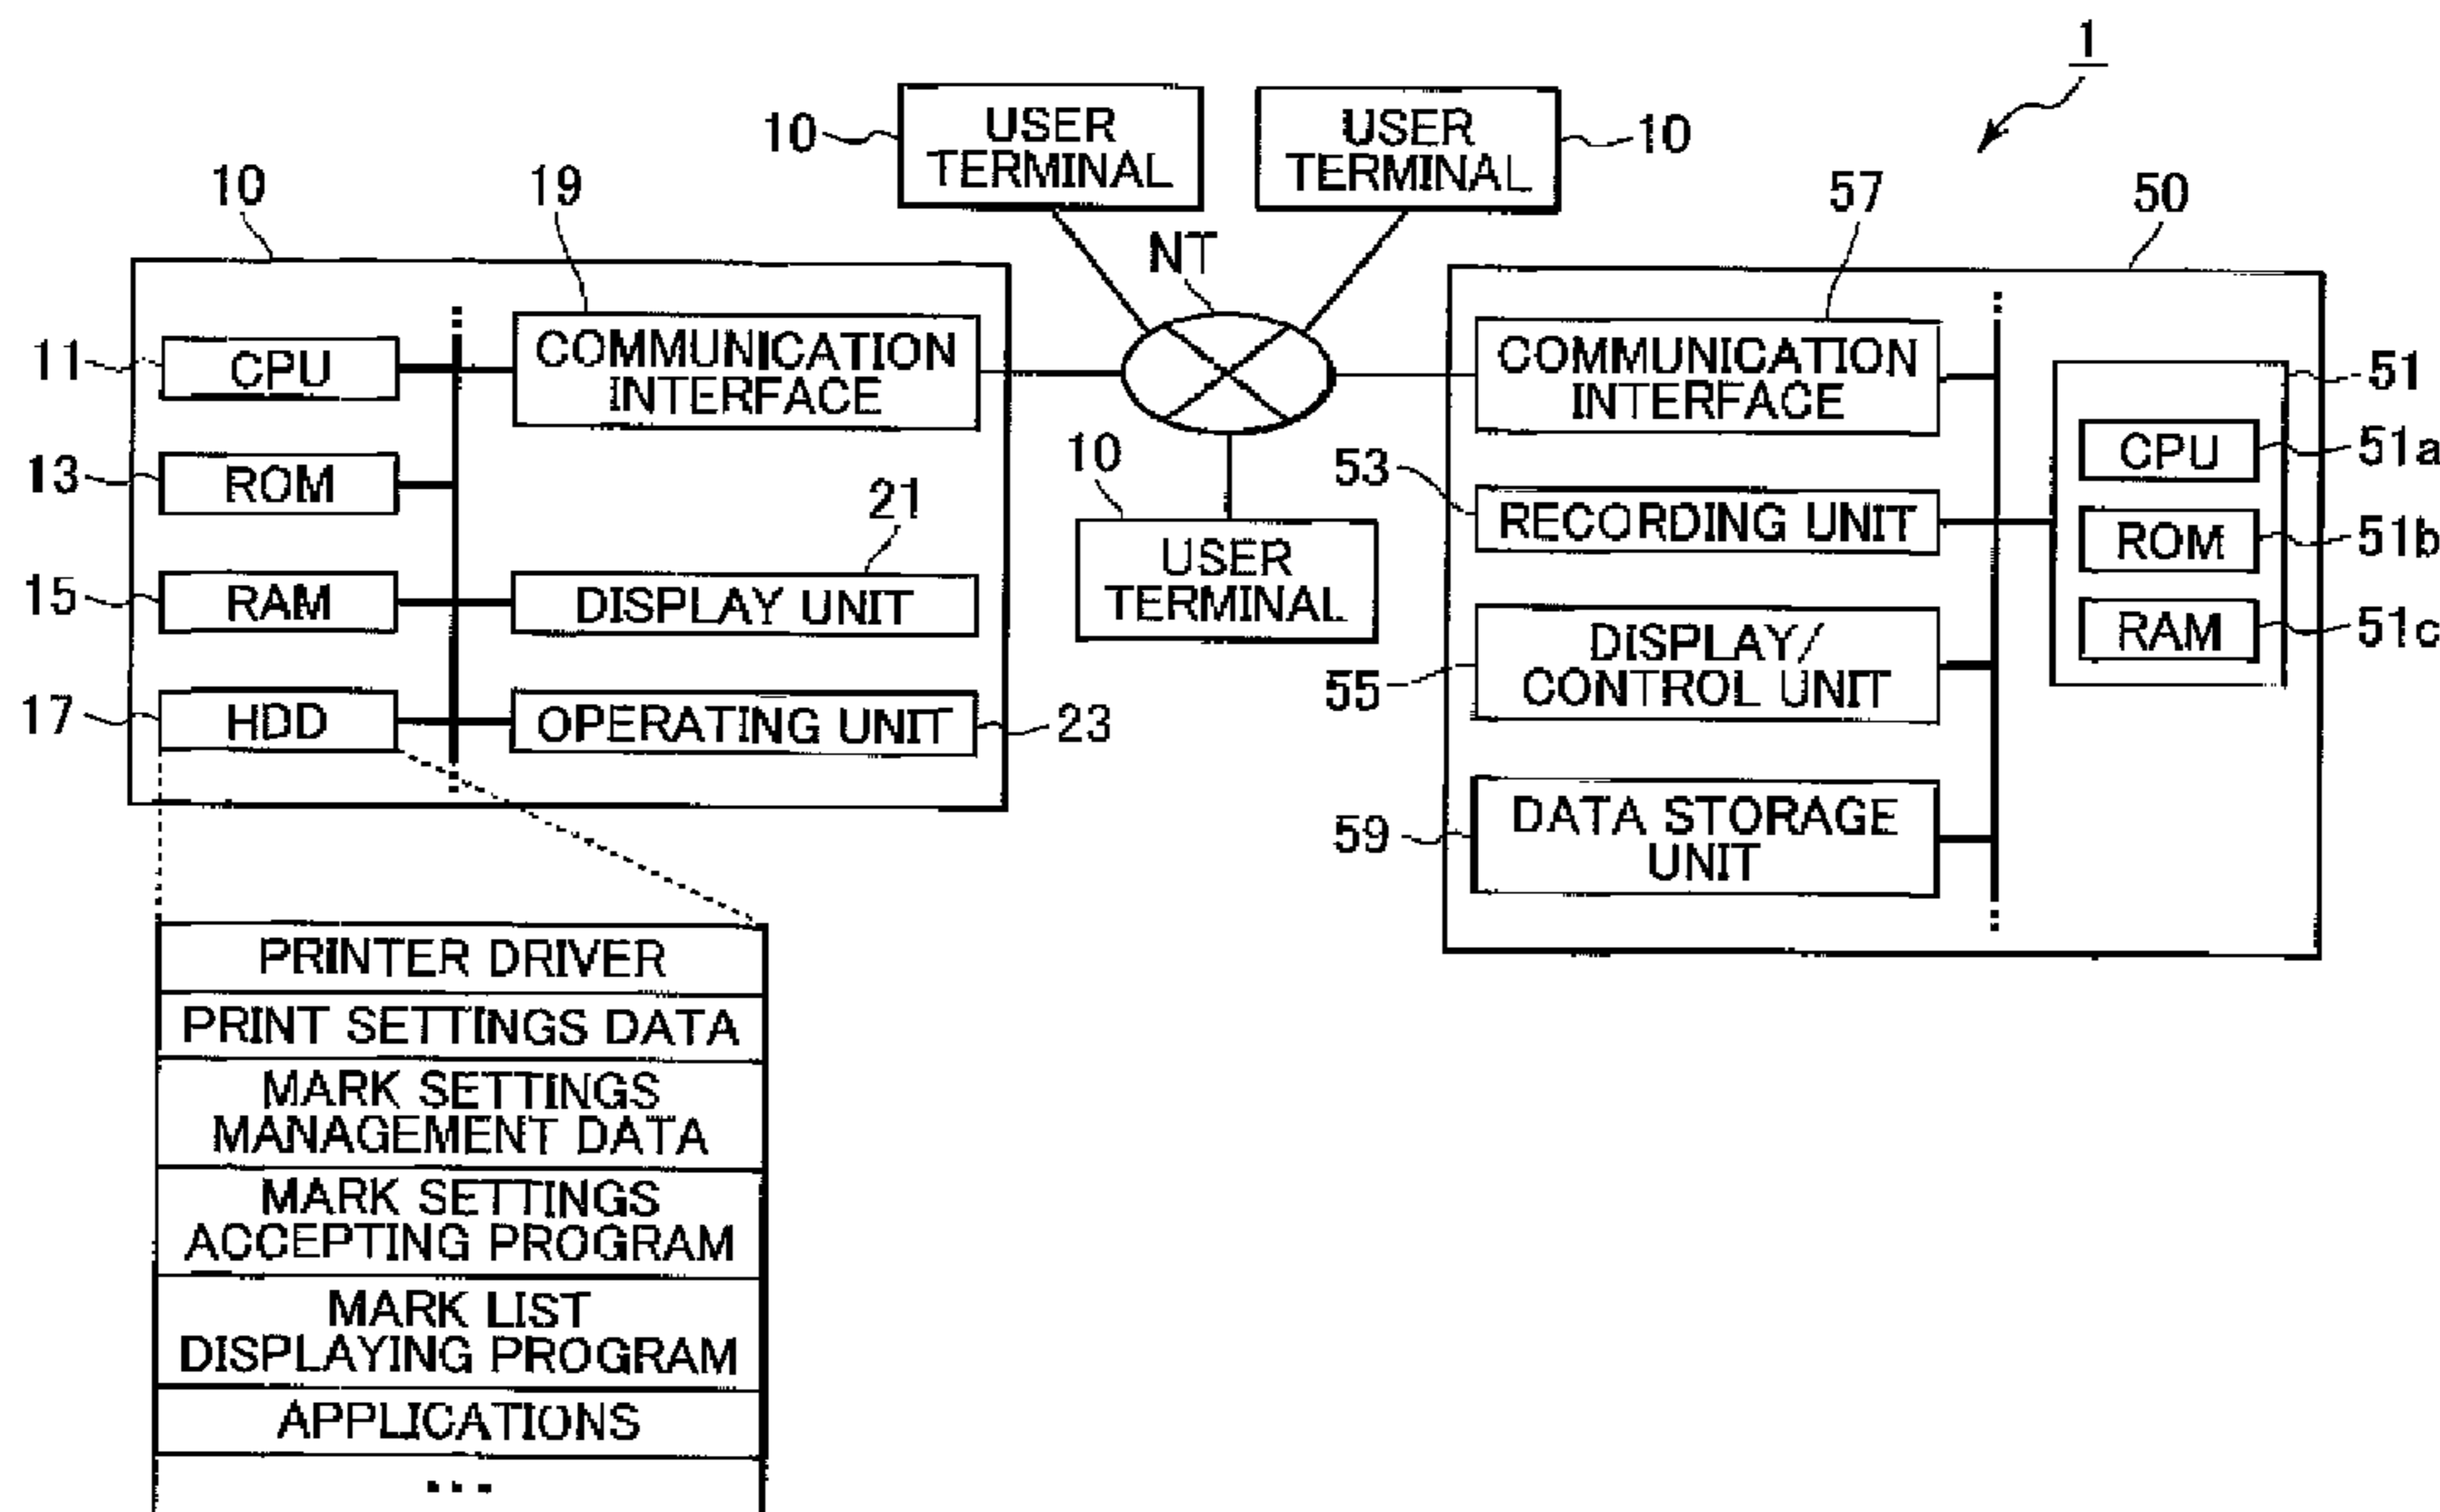 1
10
USER
TERMINAL
USER
TERMINAL
10
10
19
NT
57
50
11
CPU
COMMUNICATION
INTERFACE
COMMUNICATION
INTERFACE
51
13
ROM
21
10
53
RECORDING UNIT
CPU
51a
ROM
51b
15
RAM
DISPLAY UNIT
USER
TERMINAL
55
DISPLAY/
CONTROL UNIT
RAM
51c
17
HDD
OPERATING UNIT
23
59
DATA STORAGE
UNIT
PRINTER DRIVER
PRINT SETTINGS DATA
MARK SETTINGS
MANAGEMENT DATA
MARK SETTINGS
ACCEPTING PROGRAM
MARK LIST
DISPLAYING PROGRAM
APPLICATIONS
...